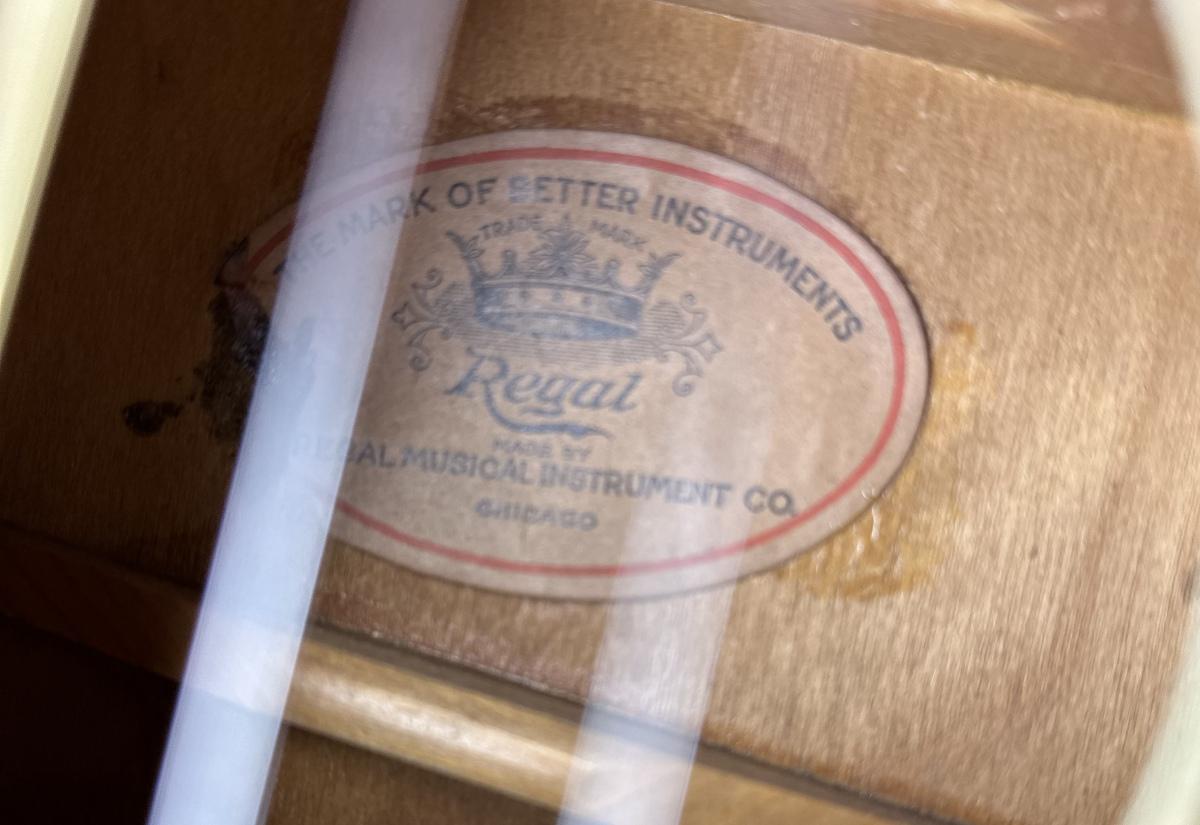 THE MARK OF BETTER INSTRUMENTS
TRADE MARK
Regal
MADE BY
REGAL MUSICAL INSTRUMENT CO.
CHICAGO